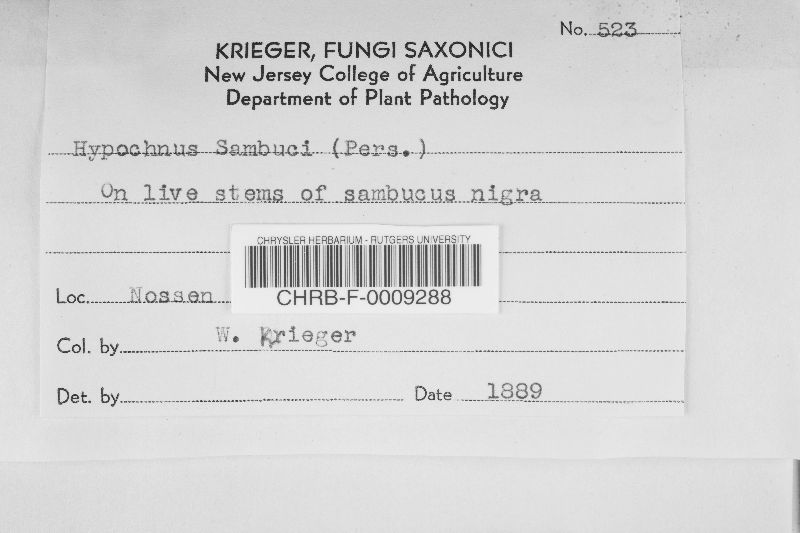 No. 523
KRIEGER, FUNGI SAXONICI
New Jersey College of Agriculture
Department of Plant Pathology
Hypochnus Sambuci (Pers.)
On live stems of sambucus nigra
CHRYSLER HERBARIUM - RUTGERS UNIVERSITY
CHRB-F-0009288
Loc. Nossen
Col. by W. Krieger
Det. by Date 1889